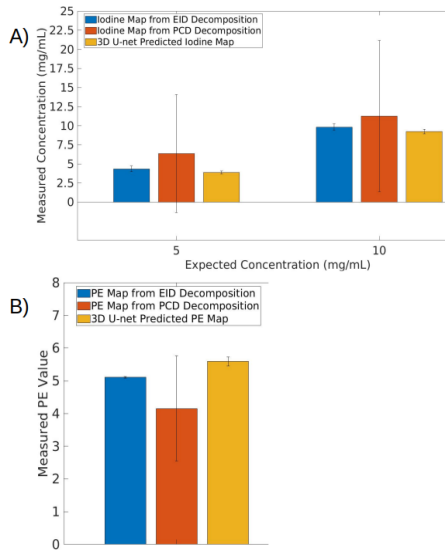 A)
25
22.5
20
17.5
15
12.5
10
7.5
5
2.5
0
Measured Concentration (mg/mL)
Iodine Map from EID Decomposition
Iodine Map from PCD Decomposition
3D U-net Predicted Iodine Map
5
10
Expected Concentration (mg/mL)
B)
8
7
6
5
4
3
2
1
0
Measured PE Value
PE Map from EID Decomposition
PE Map from PCD Decomposition
3D U-net Predicted PE Map